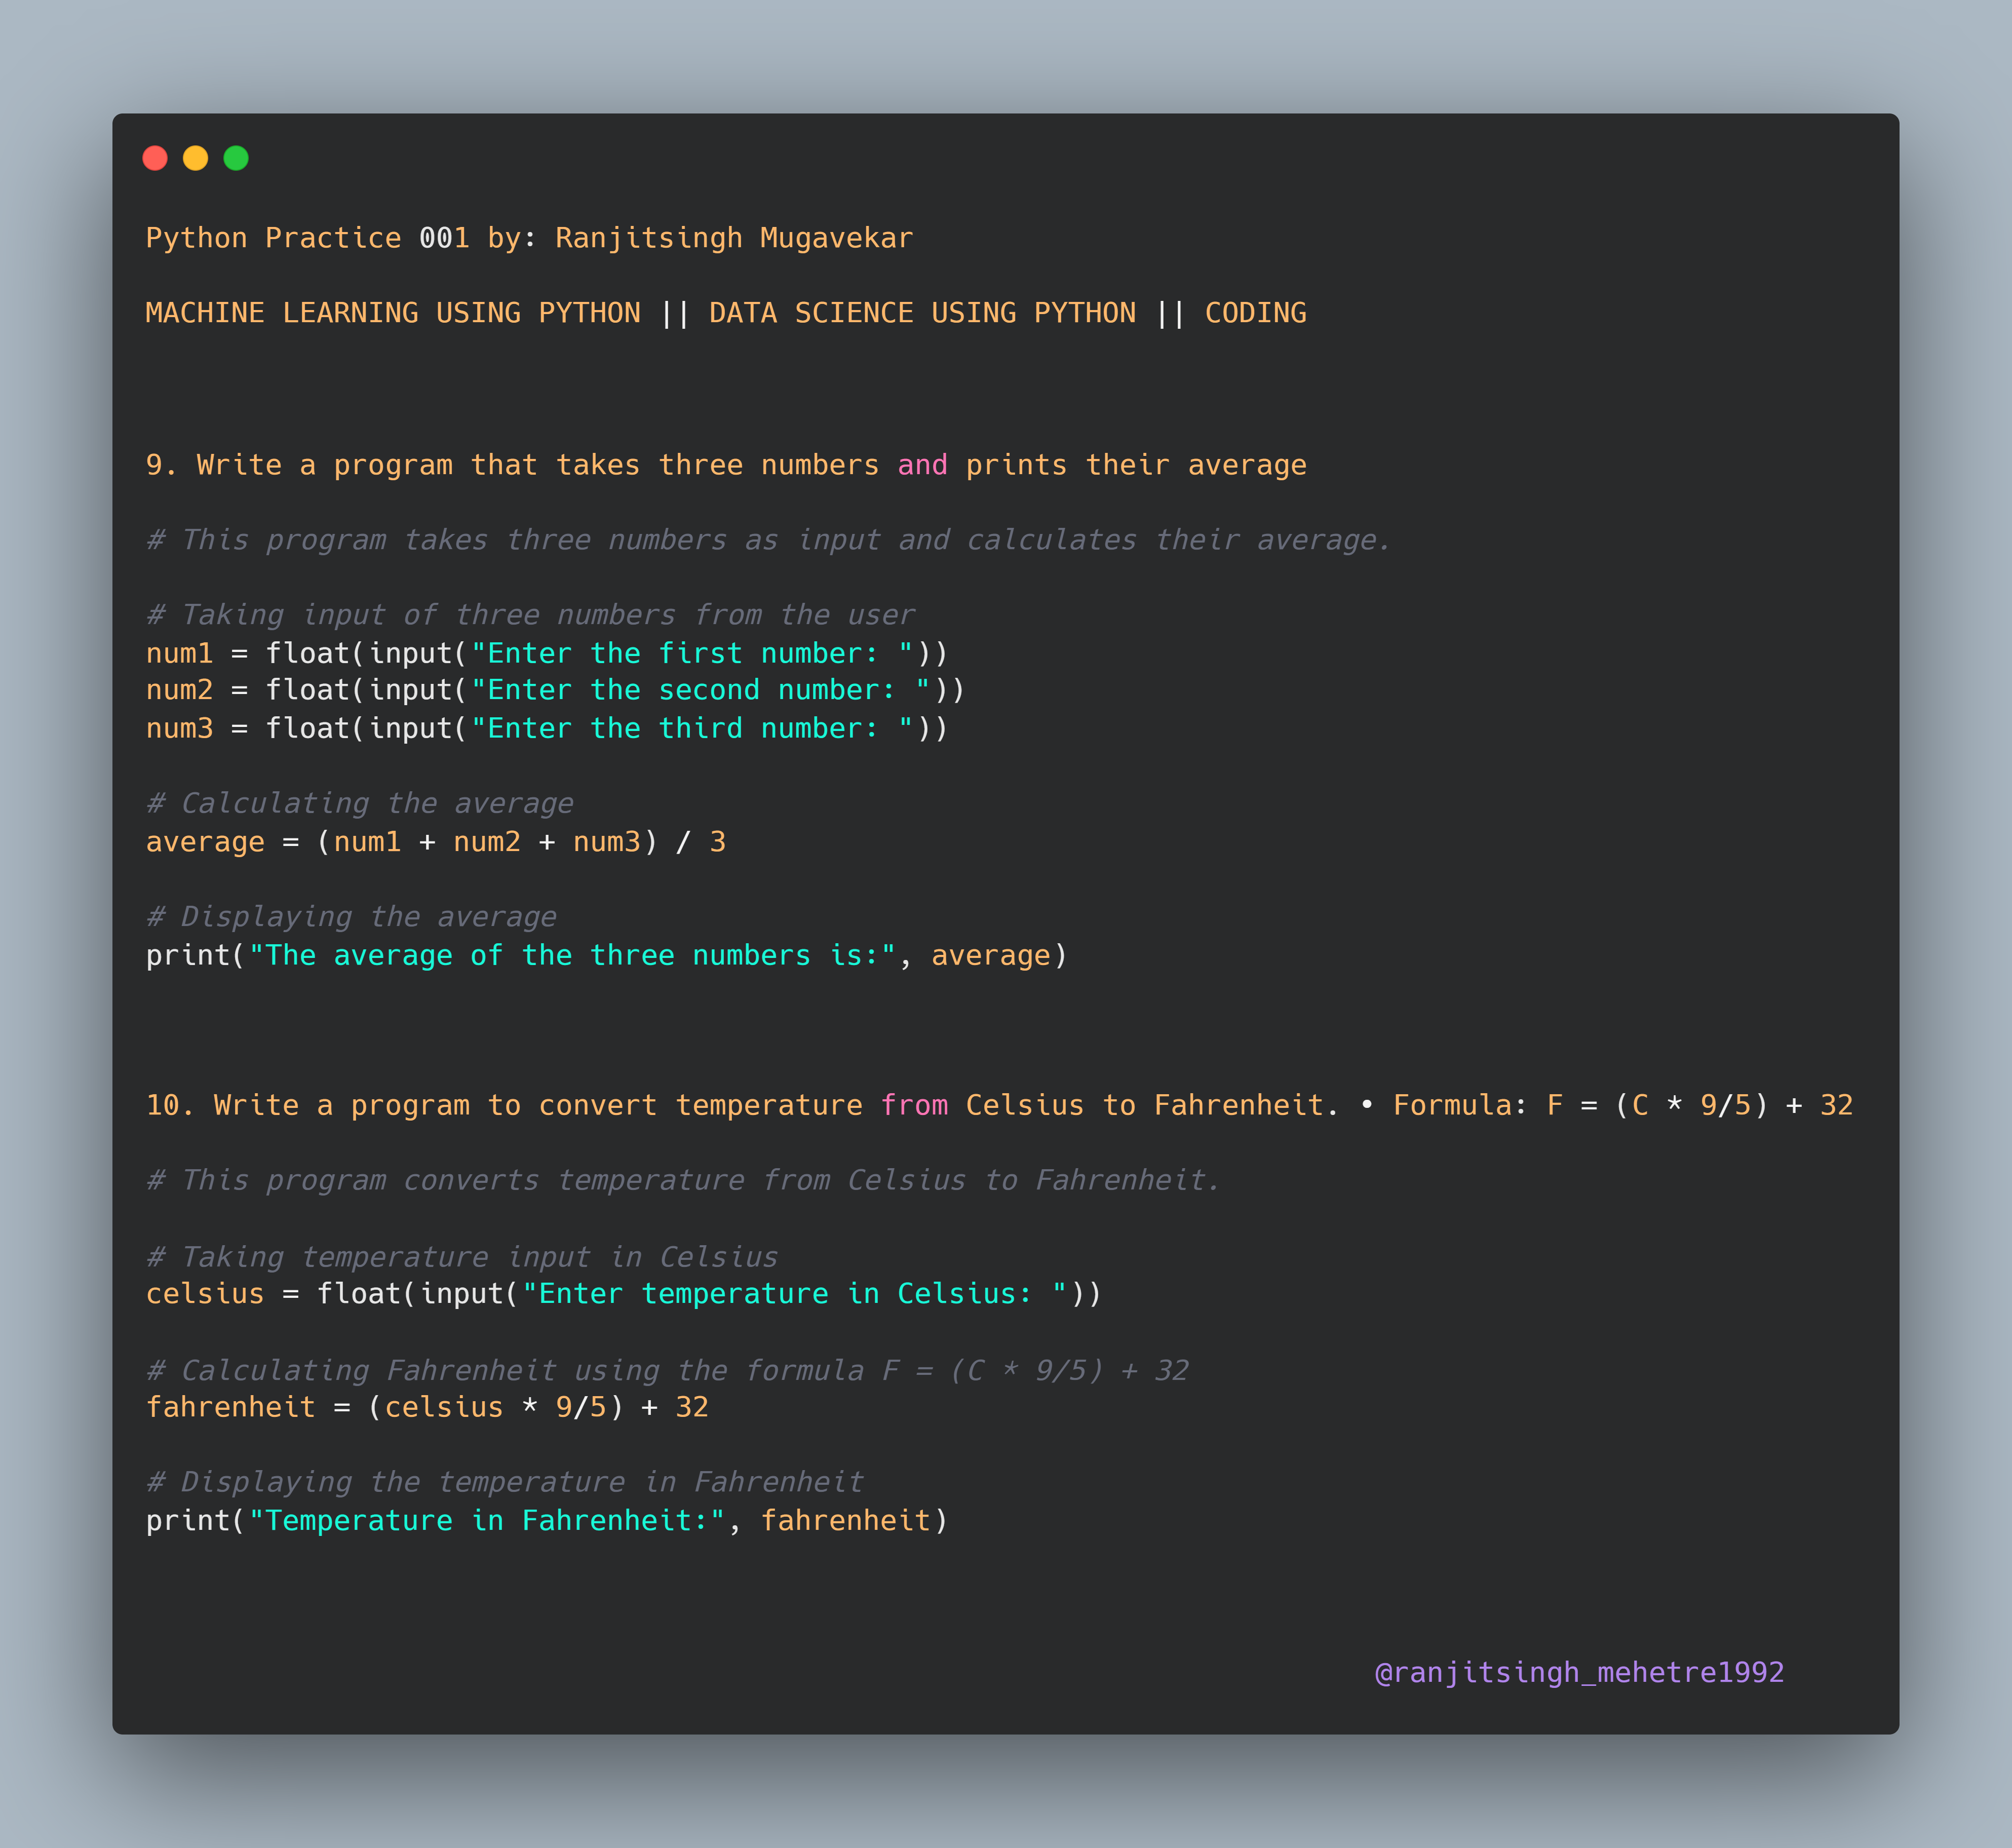 Python Practice 001 by: Ranjitsingh Mugavekar
MACHINE LEARNING USING PYTHON || DATA SCIENCE USING PYTHON || CODING
9. Write a program that takes three numbers and prints their average
# This program takes three numbers as input and calculates their average.
# Taking input of three numbers from the user
num1 = float(input("Enter the first number: "))
num2 = float(input("Enter the second number: "))
num3 = float(input("Enter the third number: "))
# Calculating the average
average = (num1 + num2 + num3) / 3
# Displaying the average
print("The average of the three numbers is:", average)
10. Write a program to convert temperature from Celsius to Fahrenheit. • Formula: F = (C * 9/5) + 32
# This program converts temperature from Celsius to Fahrenheit.
# Taking temperature input in Celsius
celsius = float(input("Enter temperature in Celsius: "))
# Calculating Fahrenheit using the formula F = (C * 9/5) + 32
fahrenheit = (celsius * 9/5) + 32
# Displaying the temperature in Fahrenheit
print("Temperature in Fahrenheit:", fahrenheit)
@ranjitsingh_mehetre1992